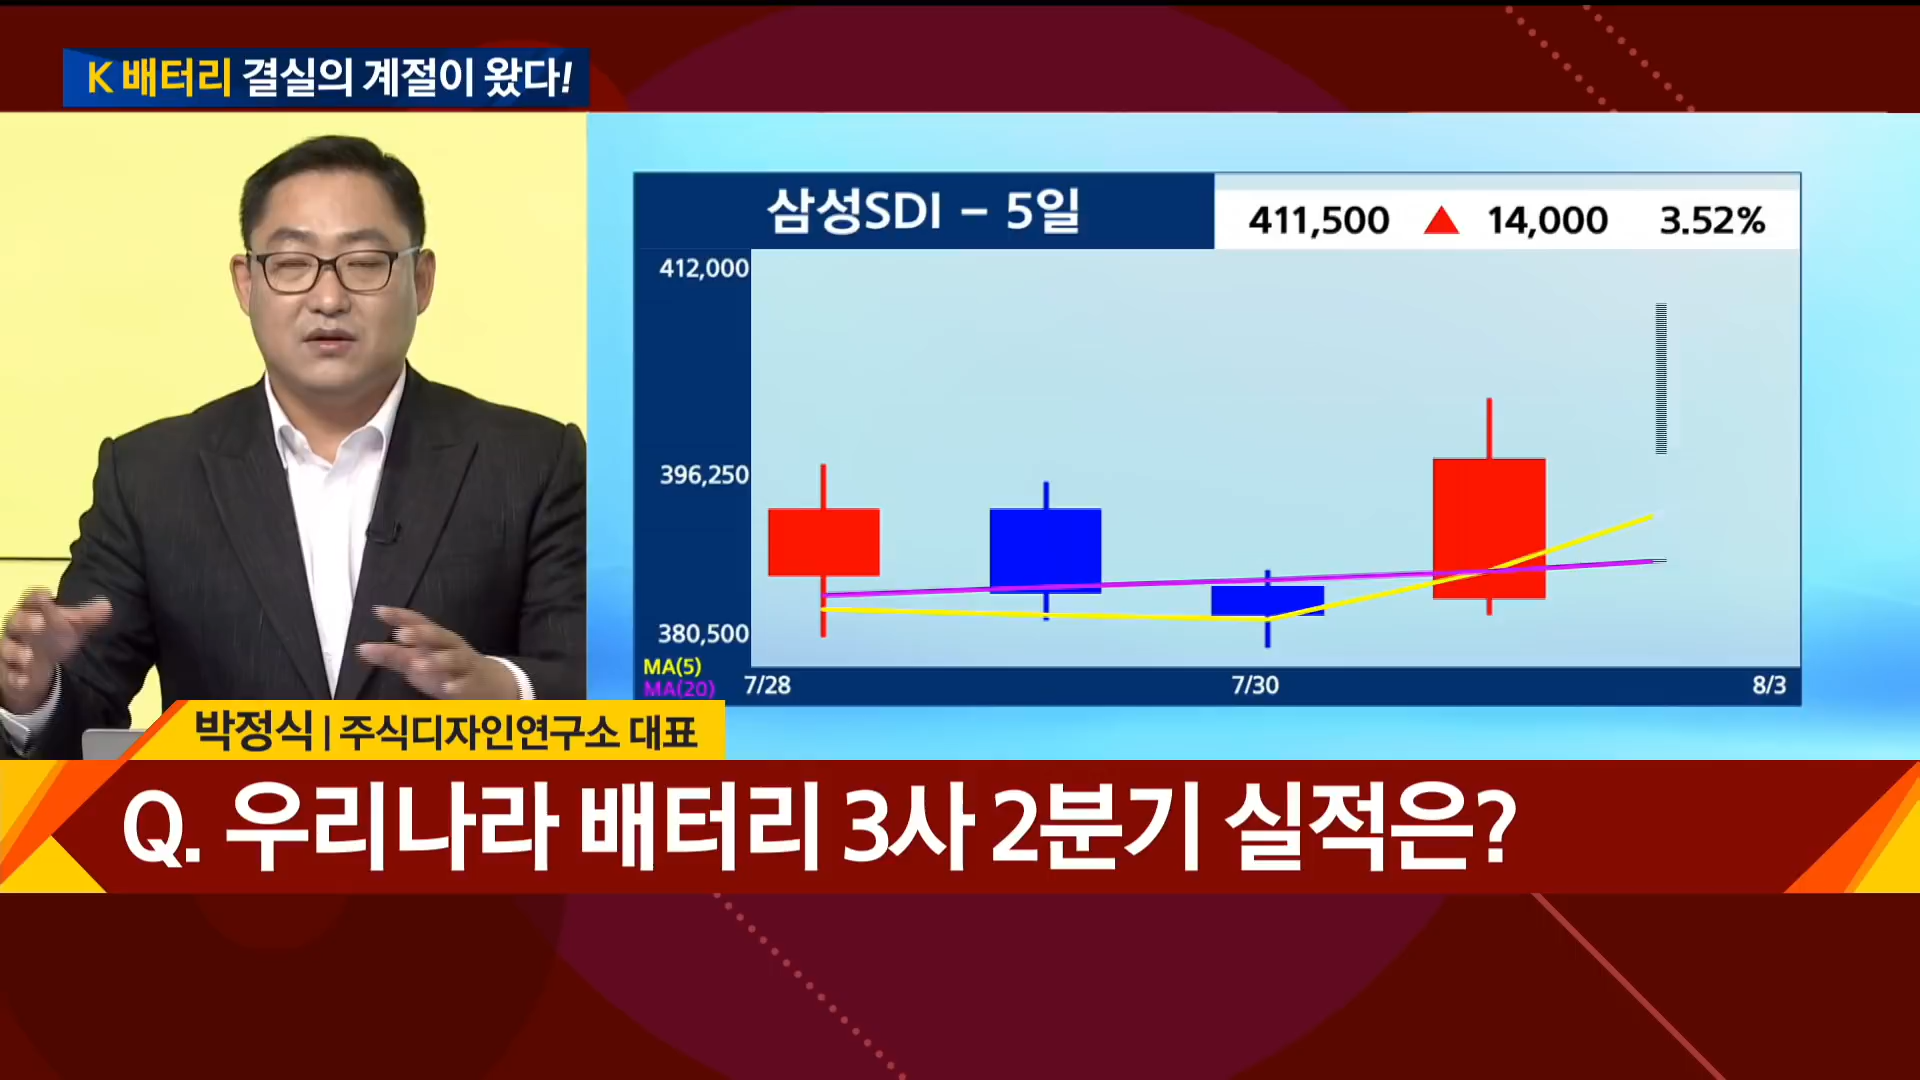 K 배터리 결실의 계절이 왔다!
삼성SDI - 5일
411,500 ▲ 14,000 3.52%
412,000
396,250
380,500
MA(5)
MA(20)
7/28 7/30 8/3
박정식 | 주식디자인연구소 대표
Q. 우리나라 배터리 3사 2분기 실적은?